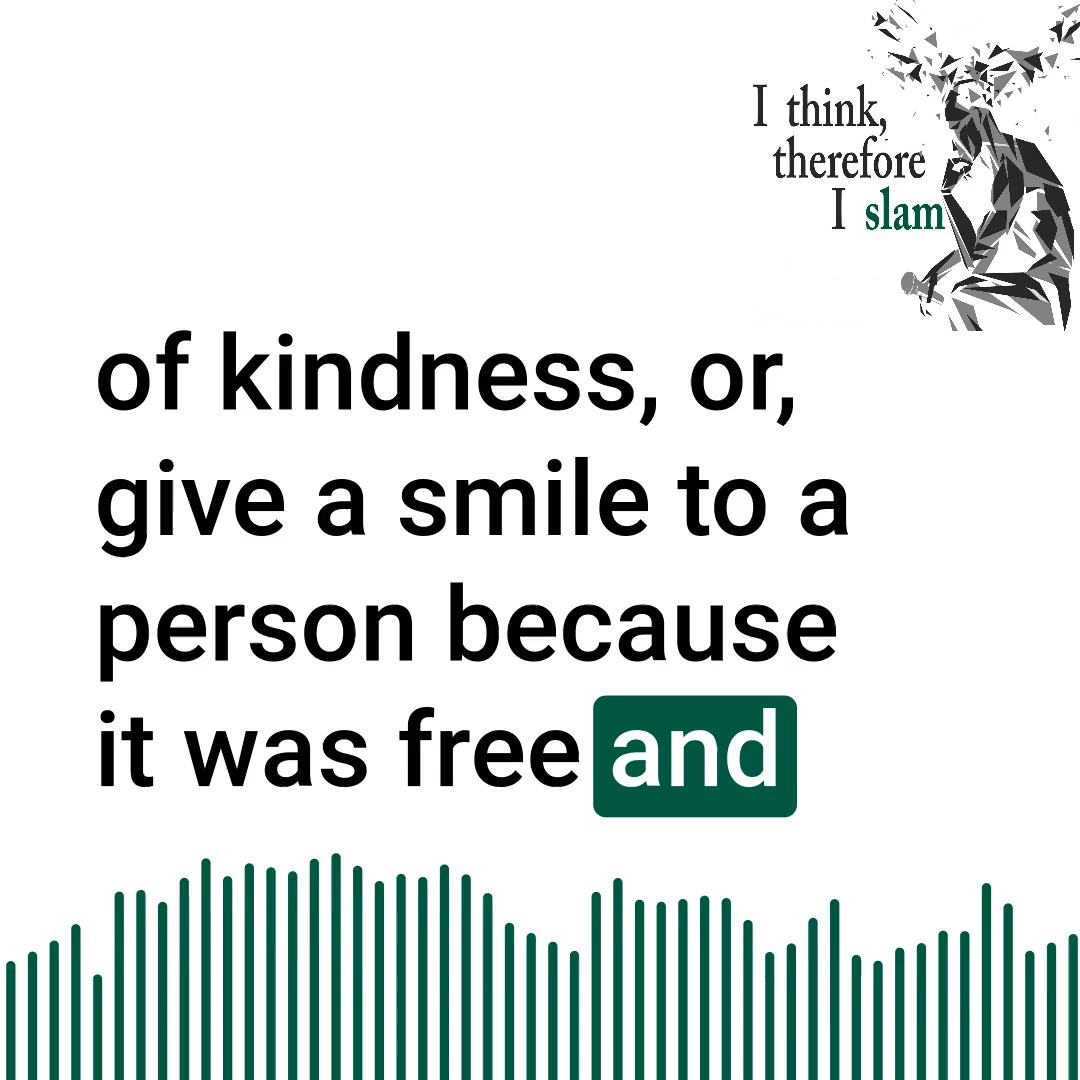 I think,
therefore
I slam
of kindness, or,
give a smile to a
person because
it was free and